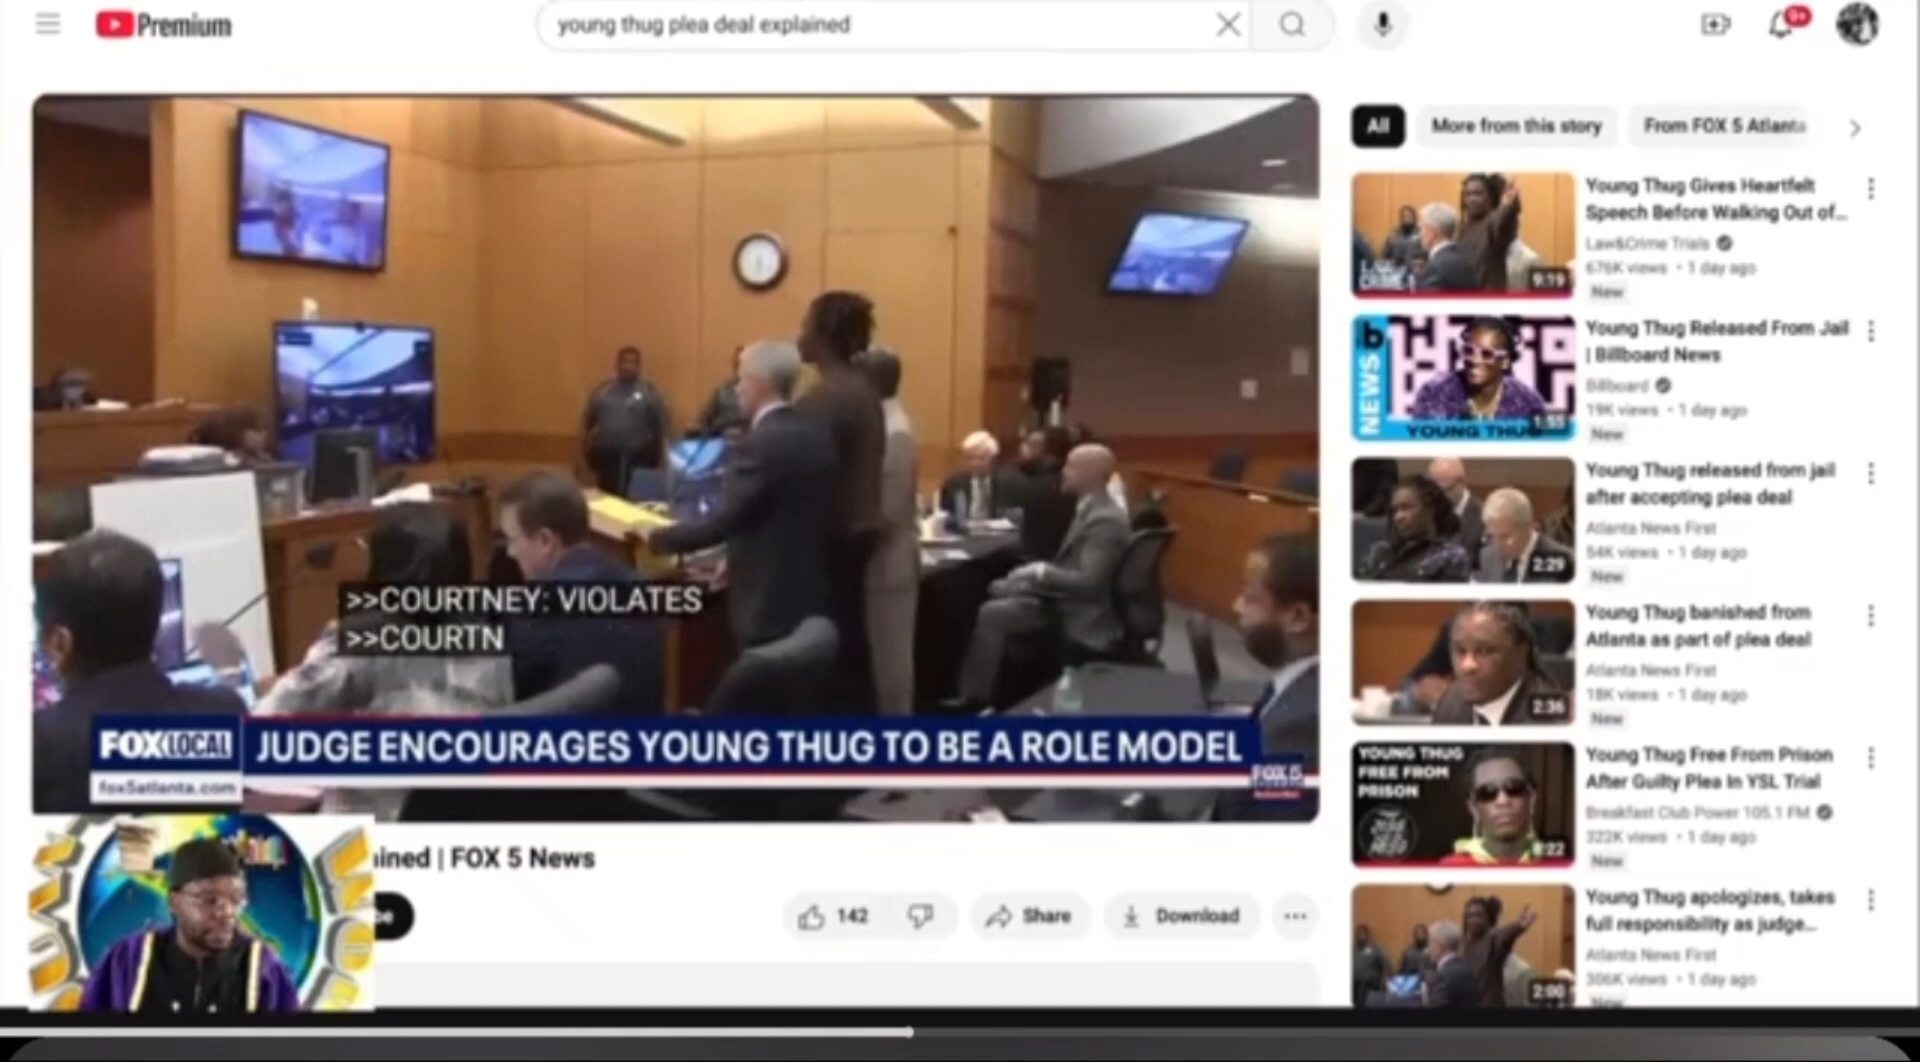 Premium
young thug plea deal explained
9+
All
More from this story
From FOX 5 Atlanta
>>COURTNEY: VIOLATES
>>COURTN
FOX LOCAL
fox5atlanta.com
JUDGE ENCOURAGES YOUNG THUG TO BE A ROLE MODEL
FOX 5
ained | FOX 5 News
be
142
Share
Download
Young Thug Gives Heartfelt
Speech Before Walking Out of...
Law&Crime Trials
676K views • 1 day ago
New
9:19
NEWS
YOUNG THUG
Young Thug Released From Jail
| Billboard News
Billboard
19K views • 1 day ago
New
Young Thug released from jail
after accepting plea deal
Atlanta News First
54K views • 1 day ago
New
2:29
Young Thug banished from
Atlanta as part of plea deal
Atlanta News First
18K views • 1 day ago
New
2:36
YOUNG THUG
FREE FROM
PRISON
Young Thug Free From Prison
After Guilty Plea In YSL Trial
Breakfast Club Power 105.1 FM
322K views • 1 day ago
New
Young Thug apologizes, takes
full responsibility as judge...
Atlanta News First
306K views • 1 day ago
New
2:00